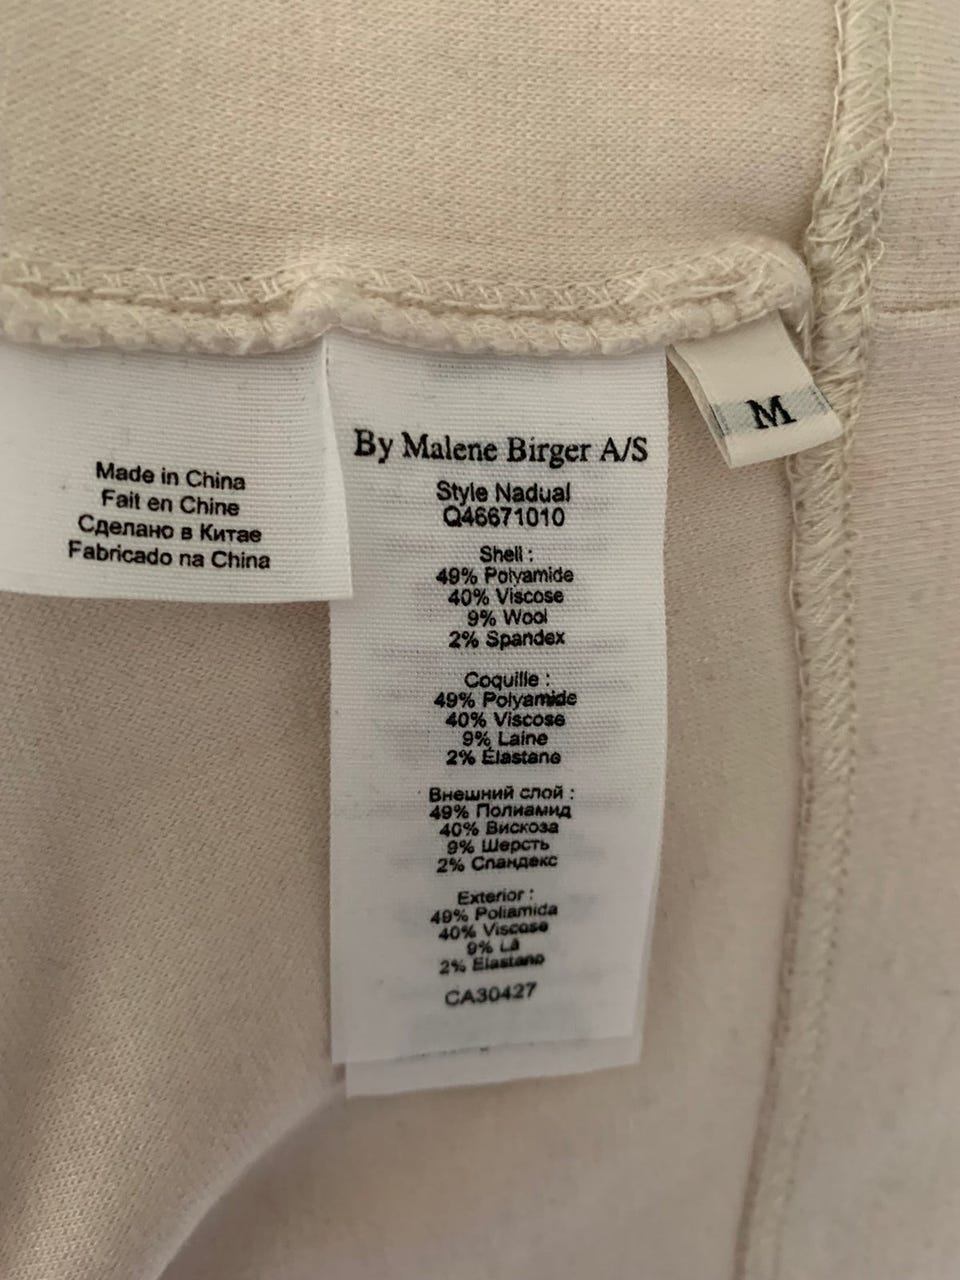 Made in China
Fait en Chine
Сделано в Китае
Fabricado na China
By Malene Birger A/S
Style Nadual
Q46671010
Shell :
49% Polyamide
40% Viscose
9% Wool
2% Spandex
Coquille :
49% Polyamide
40% Viscose
9% Laine
2% Élastane
Внешний слой :
49% Полиамид
40% Вискоза
9% Шерсть
2% Спандекс
Exterior :
49% Poliamida
40% Viscose
9% Lã
2% Elastano
CA30427
M